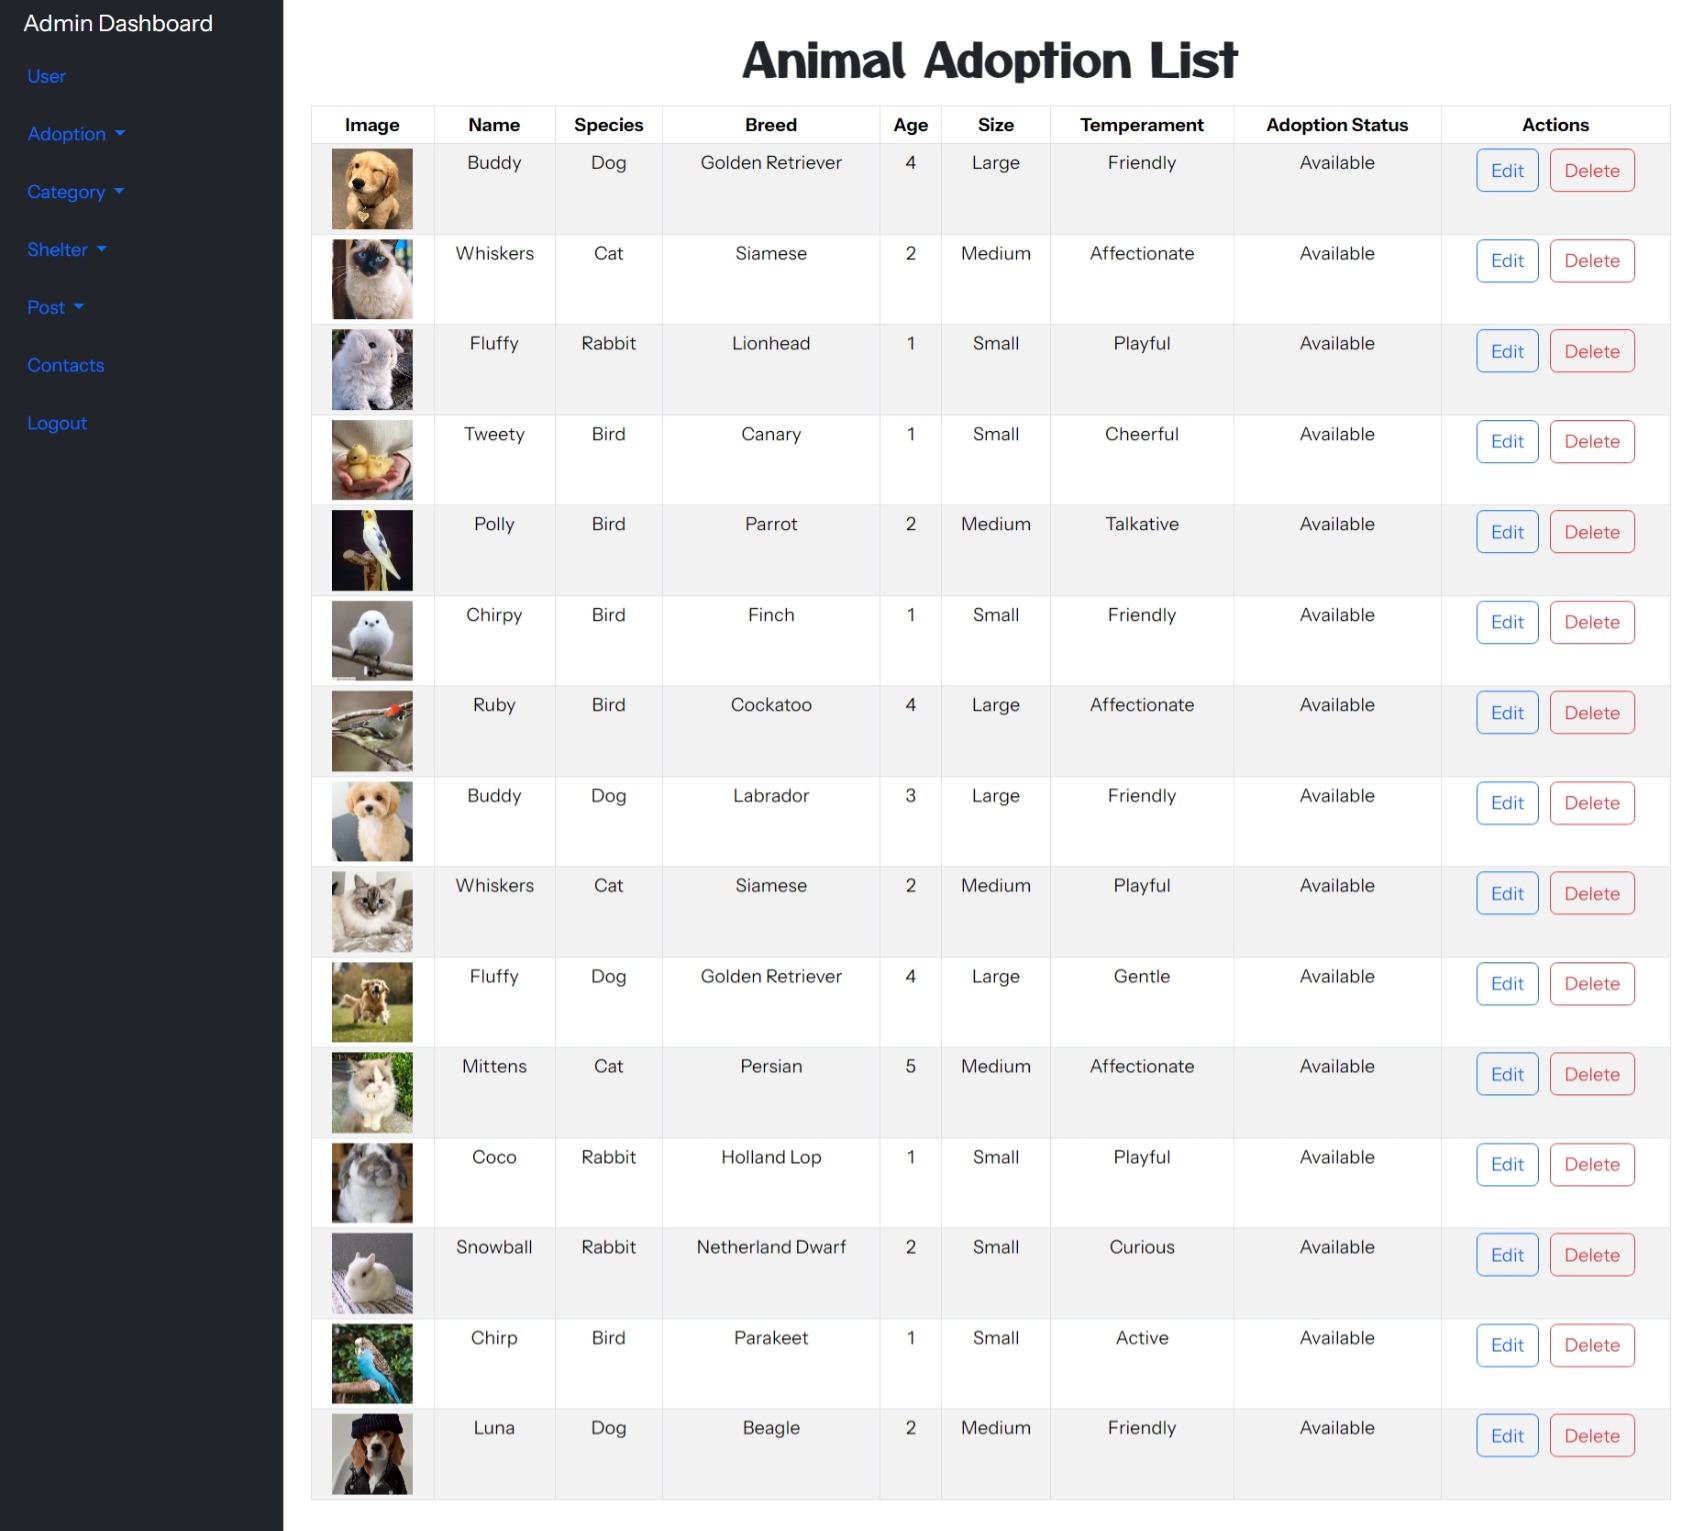 Admin Dashboard
User
Adoption
Category
Shelter
Post
Contacts
Logout
Animal Adoption List
Image Name Species Breed Age Size Temperament Adoption Status Actions
Buddy Dog Golden Retriever 4 Large Friendly Available Edit Delete
Whiskers Cat Siamese 2 Medium Affectionate Available Edit Delete
Fluffy Rabbit Lionhead 1 Small Playful Available Edit Delete
Tweety Bird Canary 1 Small Cheerful Available Edit Delete
Polly Bird Parrot 2 Medium Talkative Available Edit Delete
Chirpy Bird Finch 1 Small Friendly Available Edit Delete
Ruby Bird Cockatoo 4 Large Affectionate Available Edit Delete
Buddy Dog Labrador 3 Large Friendly Available Edit Delete
Whiskers Cat Siamese 2 Medium Playful Available Edit Delete
Fluffy Dog Golden Retriever 4 Large Gentle Available Edit Delete
Mittens Cat Persian 5 Medium Affectionate Available Edit Delete
Coco Rabbit Holland Lop 1 Small Playful Available Edit Delete
Snowball Rabbit Netherland Dwarf 2 Small Curious Available Edit Delete
Chirp Bird Parakeet 1 Small Active Available Edit Delete
Luna Dog Beagle 2 Medium Friendly Available Edit Delete